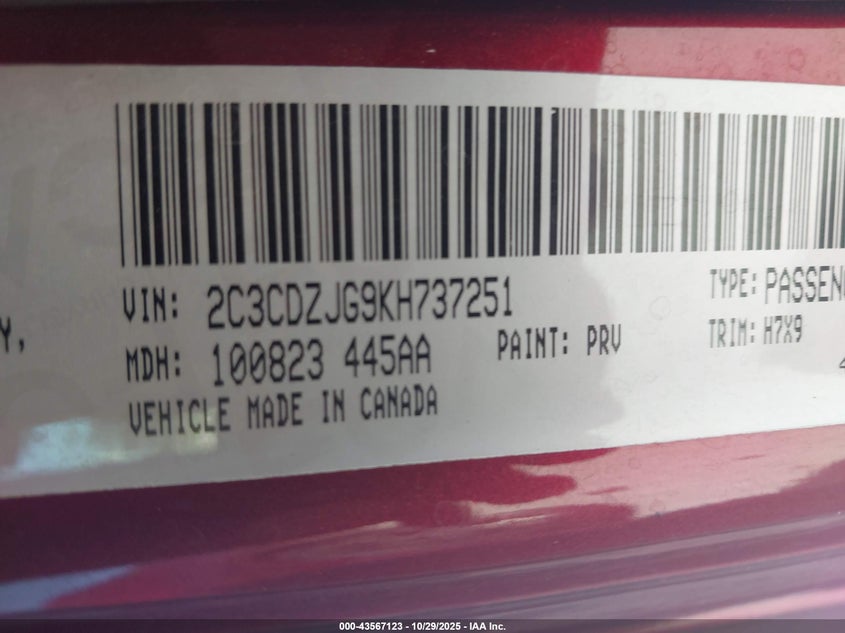 VIN: 2C3CDZJG9KH737251
TYPE: PASSEN
Y,
MDH: 100823 445AA
PAINT: PRV
TRIM: H7X9
VEHICLE MADE IN CANADA
000-43567123 - 10/29/2025 - IAA Inc.